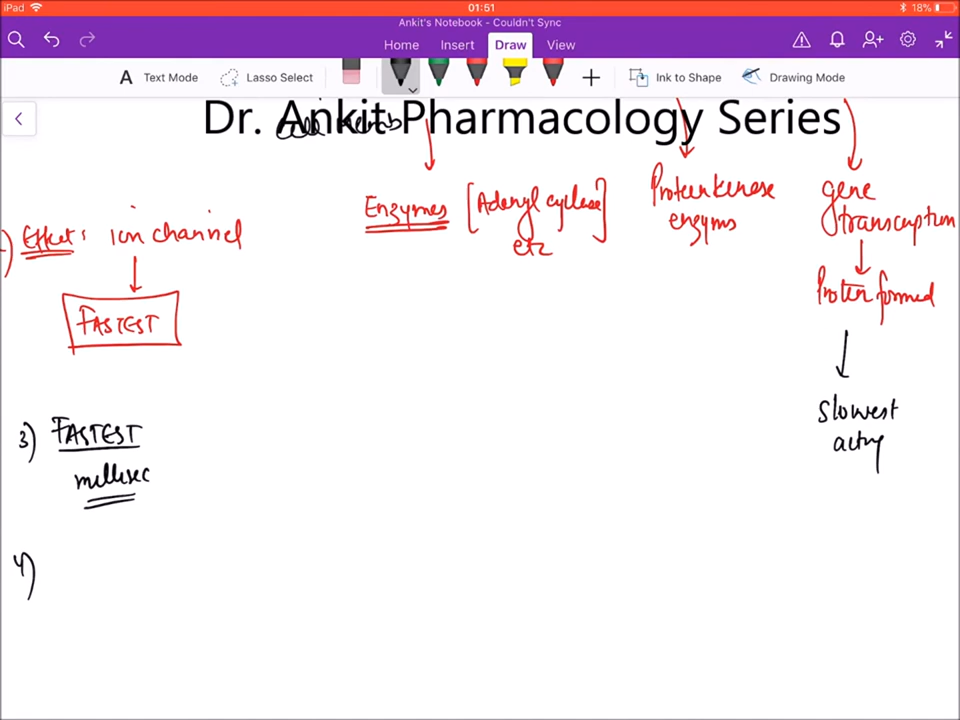 iPad 01:51 18%
Ankit's Notebook - Couldn't Sync
Home Insert Draw View
A Text Mode Lasso Select Ink to Shape Drawing Mode
Dr. Ankit Pharmacology Series
Enzymes [Adenyl cyclase]
etc
Protein kinase
enzyms
gene
transcription
Protein formed
Slowest
acting
Effect: ion channel
FASTEST
3) FASTEST
millisec
4)